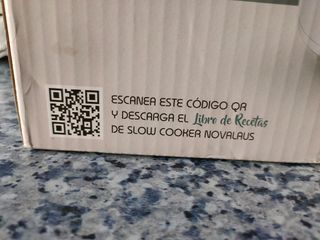 ESCANEA ESTE CÓDIGO QR
Y DESCARGA EL Libro de Recetas
DE SLOW COOKER NOVALAUS